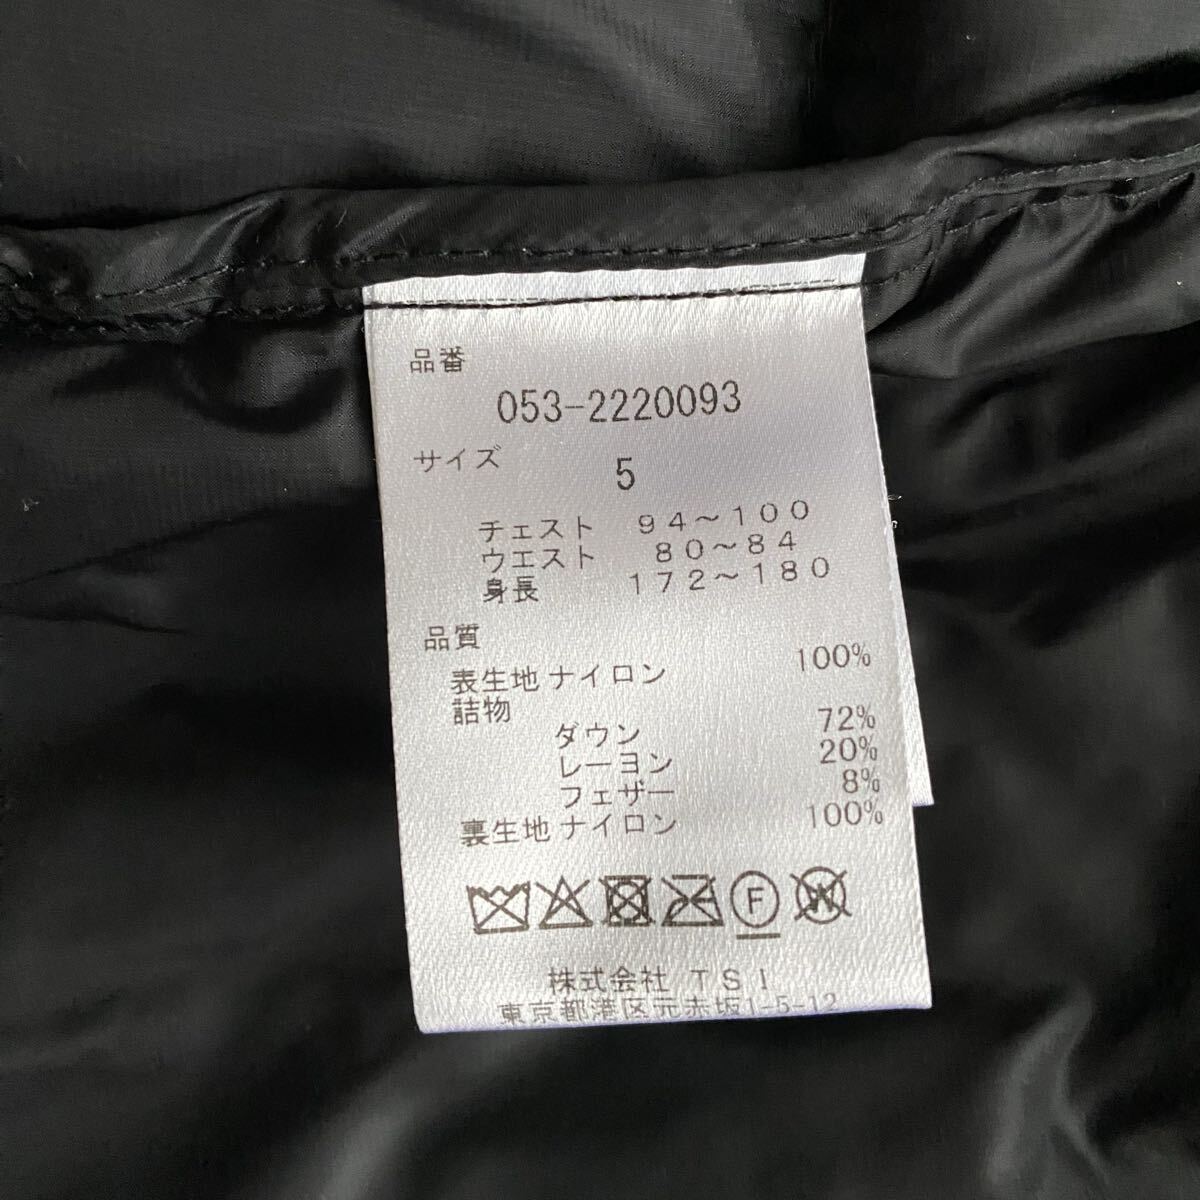 品番
053-2220093
サイズ
5
チェスト 94～100
ウエスト 80～84
身長 172～180
品質
表生地 ナイロン 100%
詰物
ダウン 72%
レーヨン 20%
フェザー 8%
裏生地 ナイロン 100%
F
W
株式会社 TSI
東京都港区元赤坂1-5-12